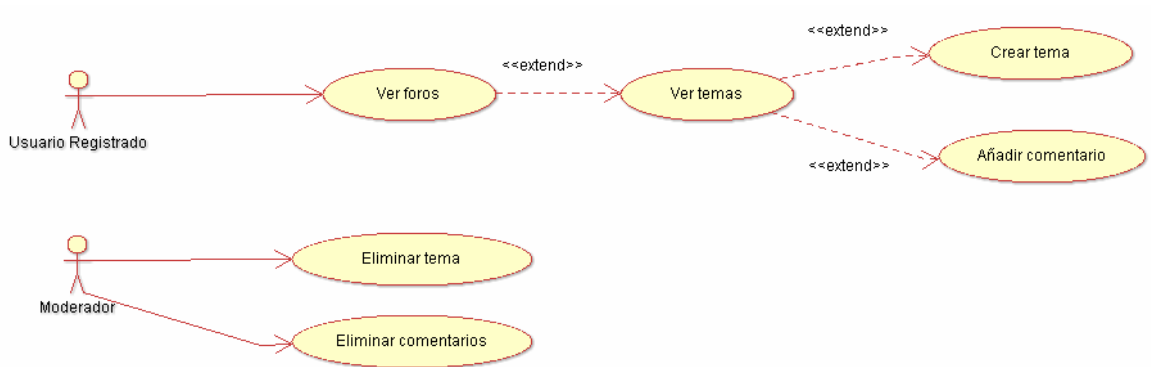 <<extend>>
Crear tema
<<extend>>
Ver foros
Ver temas
Usuario Registrado
Añadir comentario
<<extend>>
Eliminar tema
Moderador
Eliminar comentarios